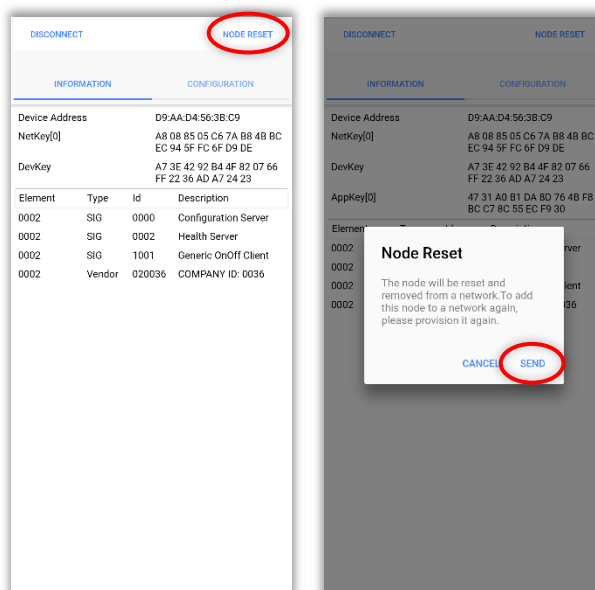 DISCONNECT NODE RESET
INFORMATION CONFIGURATION
Device Address D9:AA:D4:56:3B:C9
NetKey[0] A8 08 85 05 C6 7A B8 4B BC
EC 94 5F FC 6F D9 DE
DevKey A7 3E 42 92 B4 4F 82 07 66
FF 22 36 AD A7 24 23
Element Type Id Description
0002 SIG 0000 Configuration Server
0002 SIG 0002 Health Server
0002 SIG 1001 Generic OnOff Client
0002 Vendor 020036 COMPANY ID: 0036
DISCONNECT NODE RESET
INFORMATION CONFIGURATION
Device Address D9:AA:D4:56:3B:C9
NetKey[0] A8 08 85 05 C6 7A B8 4B BC
EC 94 5F FC 6F D9 DE
DevKey A7 3E 42 92 B4 4F 82 07 66
FF 22 36 AD A7 24 23
AppKey[0] 47 31 A0 B1 DA 8D 76 4B F8
BC C7 8C 55 EC F9 30
Element
0002
0002
0002
0002
Node Reset
The node will be reset and
removed from a network.To add
this node to a network again,
please provision it again.
CANCEL SEND